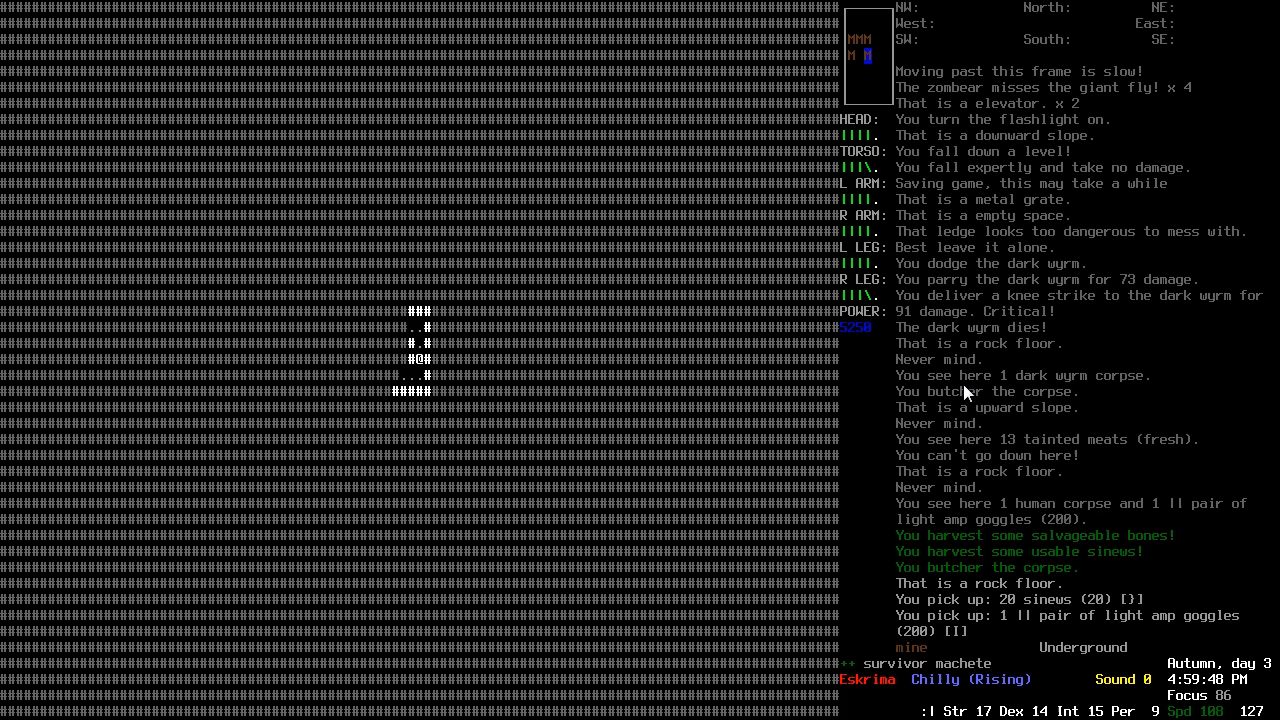 NW: North: NE:
West: East:
SW: South: SE:
MMM
M M
Moving past this frame is slow!
The zombear misses the giant fly! x 4
That is a elevator. x 2
HEAD: You turn the flashlight on.
||||. That is a downward slope.
TORSO: You fall down a level!
|||\. You fall expertly and take no damage.
L ARM: Saving game, this may take a while
||||. That is a metal grate.
R ARM: That is a empty space.
||||. That ledge looks too dangerous to mess with.
L LEG: Best leave it alone.
||||. You dodge the dark wyrm.
R LEG: You parry the dark wyrm for 73 damage.
|||\. You deliver a knee strike to the dark wyrm for
POWER: 91 damage. Critical!
5250 The dark wyrm dies!
That is a rock floor.
Never mind.
You see here 1 dark wyrm corpse.
You butcher the corpse.
That is a upward slope.
Never mind.
You see here 13 tainted meats (fresh).
You can't go down here!
That is a rock floor.
Never mind.
You see here 1 human corpse and 1 || pair of
light amp goggles (200).
You harvest some salvageable bones!
You harvest some usable sinews!
You butcher the corpse.
That is a rock floor.
You pick up: 20 sinews (20) [}]
You pick up: 1 || pair of light amp goggles
(200) [I]
mine Underground
++ survivor machete Autumn, day 3
Eskrima Chilly (Rising) Sound 0 4:59:48 PM
Focus 86
:| Str 17 Dex 14 Int 15 Per 9 Spd 108 127